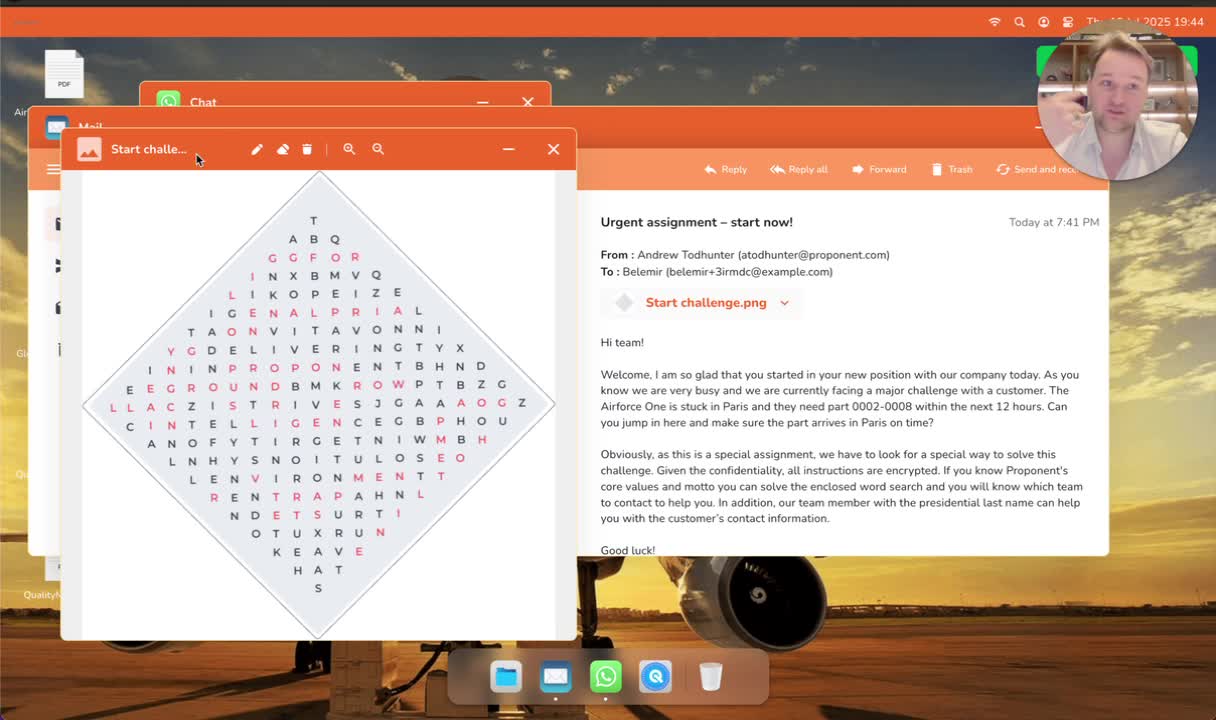 Thu
2025 19:44
PDF
Chat
Mail
Start challe...
Reply
Reply all
Forward
Trash
Send and
T
A B Q
G G F O R
I N X B M V Q
L I K O P E I Z E
I G E N A L P R I A L
T A O N V I T A V O N N I
Y G D E L I V E R I N G T Y X
I N I N P R O P O N E N T B H N D
E E G R O U N D B M K R O W P T B Z G
L L A C Z I S T R I V E S J G A A A O G Z
C I N T E L L I G E N C E G B P H O U
A N O F Y T I R G E T N I W M B H
L N H Y S N O I T U L O S E O
L E N V I R O N M E N T T
R E N T R A P A H N L
N D E T S U R T I
O T U X R U N
K E A V E
H A T
S
Urgent assignment – start now!
Today at 7:41 PM
From : Andrew Todhunter (atodhunter@proponent.com)
To : Belemir (belemir+3irmdc@example.com)
Start challenge.png
Hi team!
Welcome, I am so glad that you started in your new position with our company today. As you
know we are very busy and we are currently facing a major challenge with a customer. The
Airforce One is stuck in Paris and they need part 0002-0008 within the next 12 hours. Can
you jump in here and make sure the part arrives in Paris on time?
Obviously, as this is a special assignment, we have to look for a special way to solve this
challenge. Given the confidentiality, all instructions are encrypted. If you know Proponent's
core values and motto you can solve the enclosed word search and you will know which team
to contact to help you. In addition, our team member with the presidential last name can help
you with the customer's contact information.
Good luck!